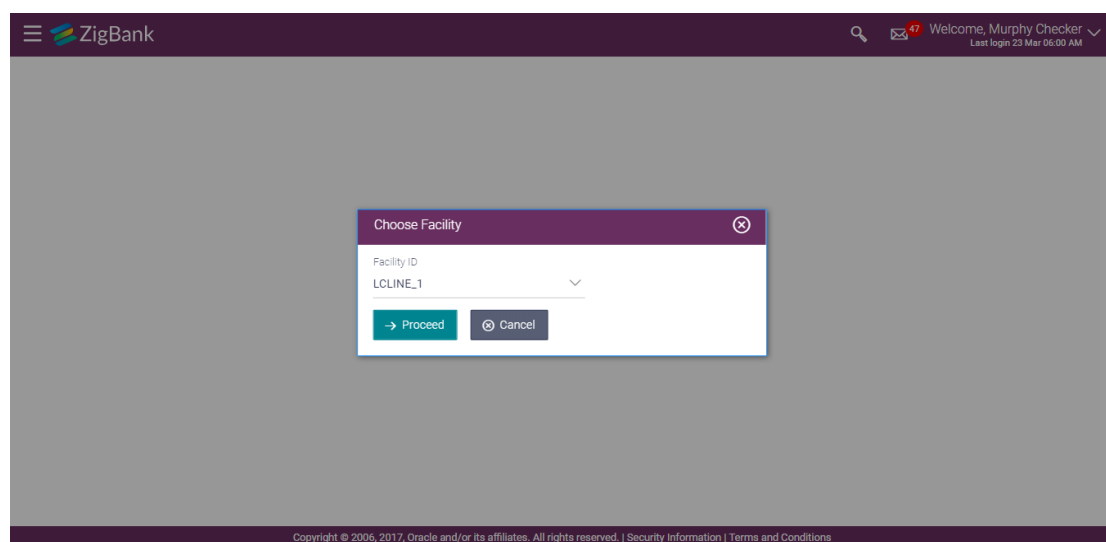 ZigBank
47
Welcome, Murphy Checker
Last login 23 Mar 06:00 AM
Choose Facility
Facility ID
LCLINE_1
Proceed
Cancel
Copyright © 2006, 2017, Oracle and/or its affiliates. All rights reserved. | Security Information | Terms and Conditions